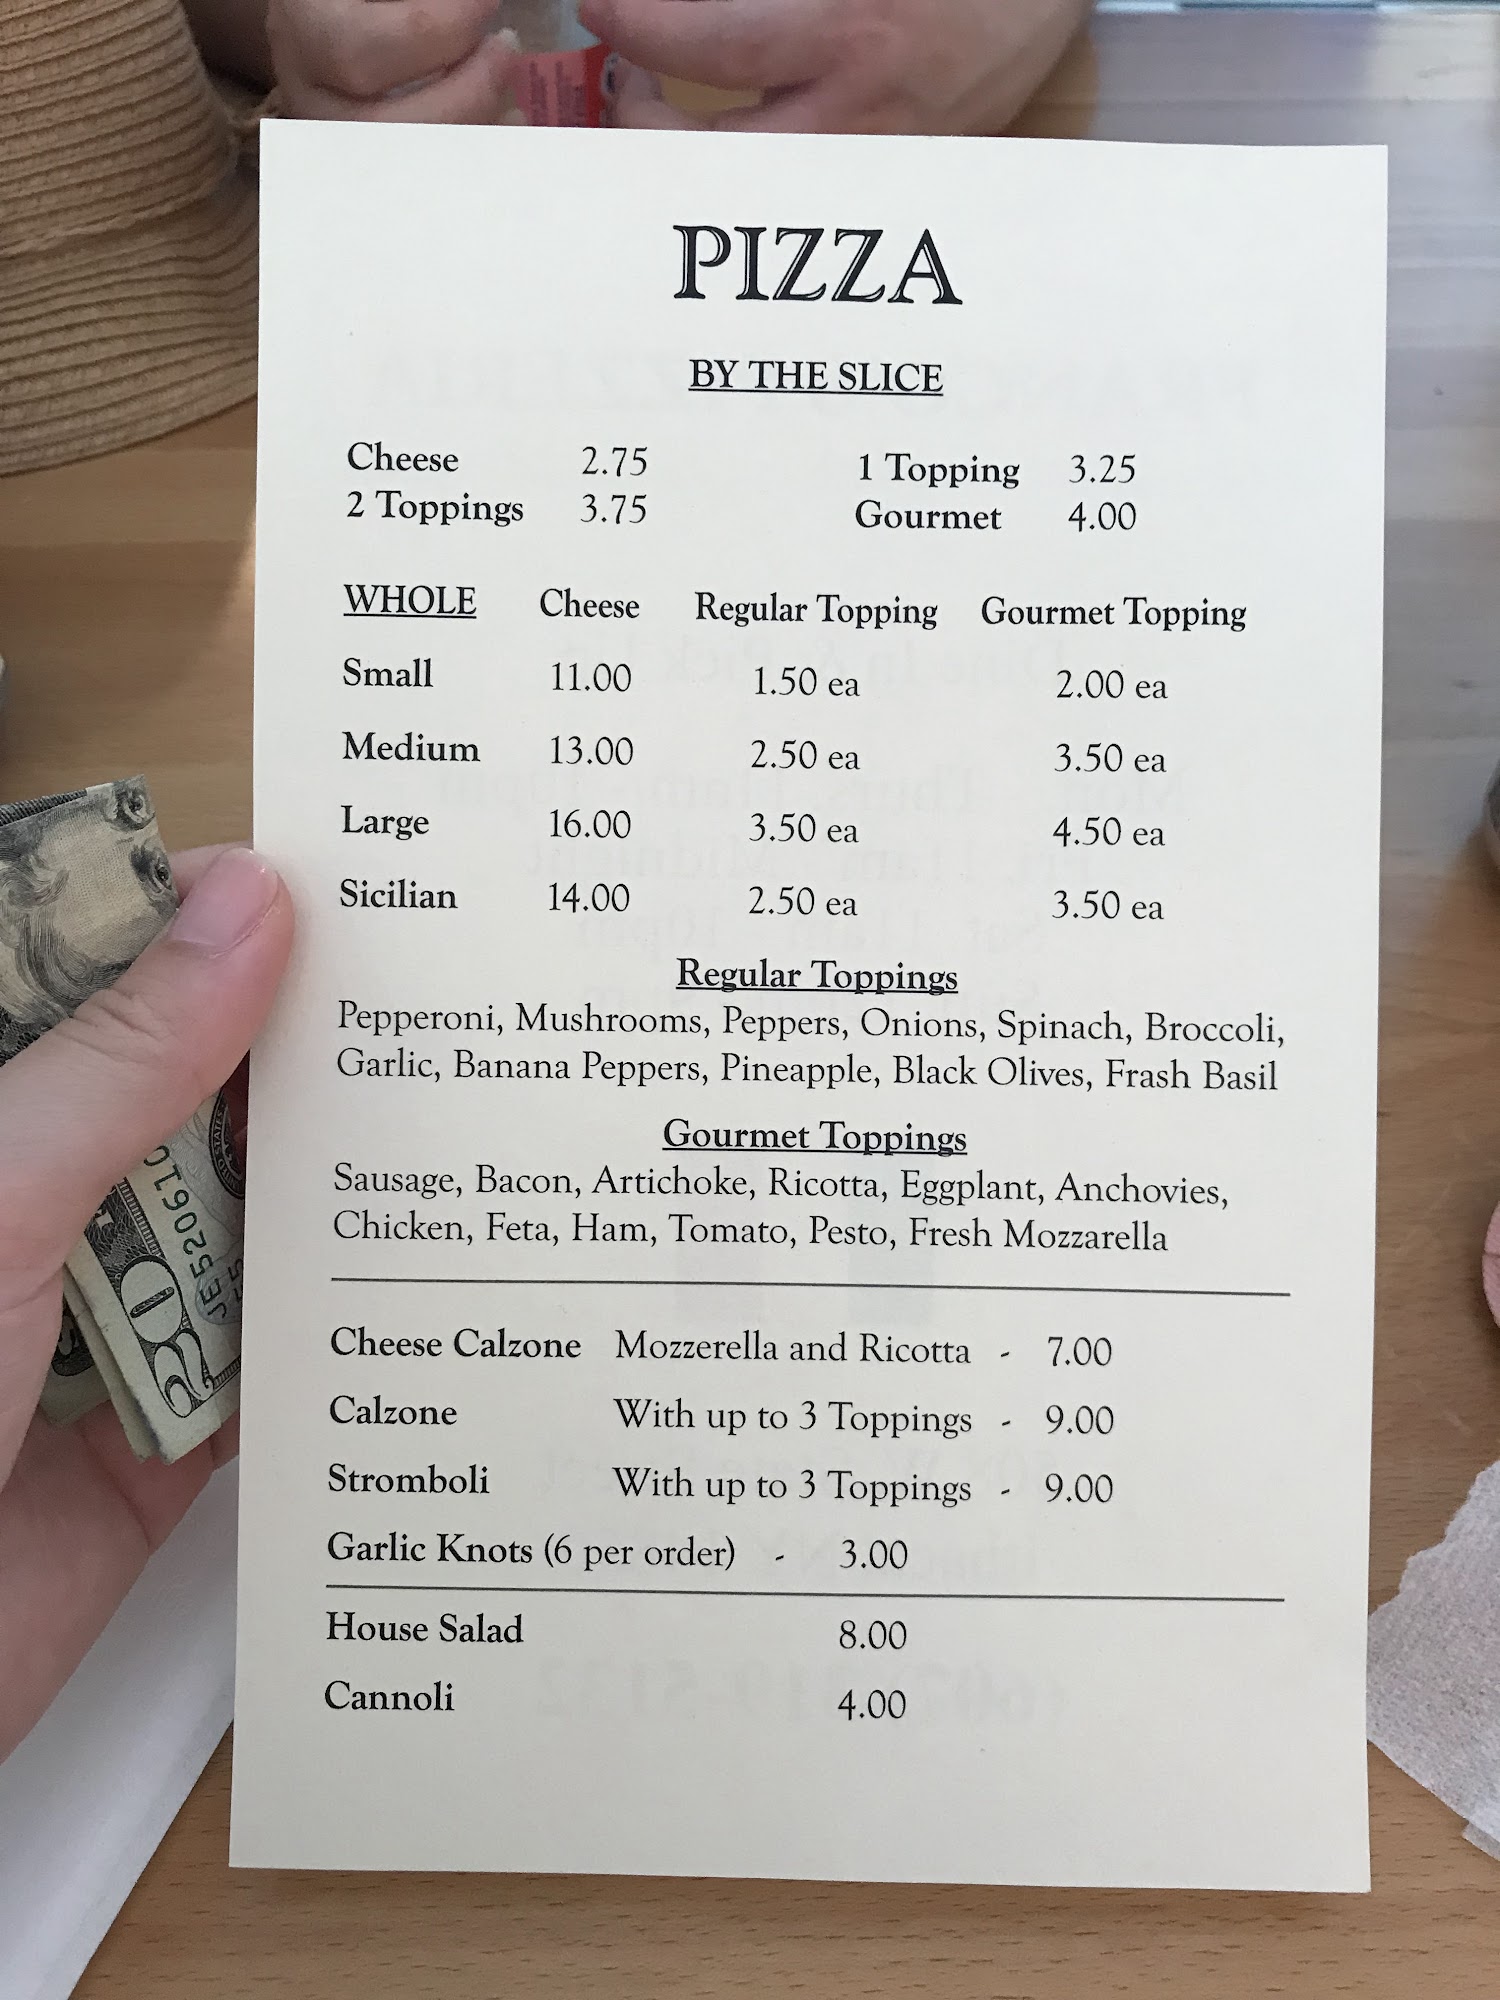 PIZZA
BY THE SLICE
Cheese 2.75 1 Topping 3.25
2 Toppings 3.75 Gourmet 4.00
WHOLE Cheese Regular Topping Gourmet Topping
Small 11.00 1.50 ea 2.00 ea
Medium 13.00 2.50 ea 3.50 ea
Large 16.00 3.50 ea 4.50 ea
Sicilian 14.00 2.50 ea 3.50 ea
Regular Toppings
Pepperoni, Mushrooms, Peppers, Onions, Spinach, Broccoli,
Garlic, Banana Peppers, Pineapple, Black Olives, Frash Basil
Gourmet Toppings
Sausage, Bacon, Artichoke, Ricotta, Eggplant, Anchovies,
Chicken, Feta, Ham, Tomato, Pesto, Fresh Mozzarella
Cheese Calzone Mozzerella and Ricotta - 7.00
Calzone With up to 3 Toppings - 9.00
Stromboli With up to 3 Toppings - 9.00
Garlic Knots (6 per order) - 3.00
House Salad 8.00
Cannoli 4.00
20